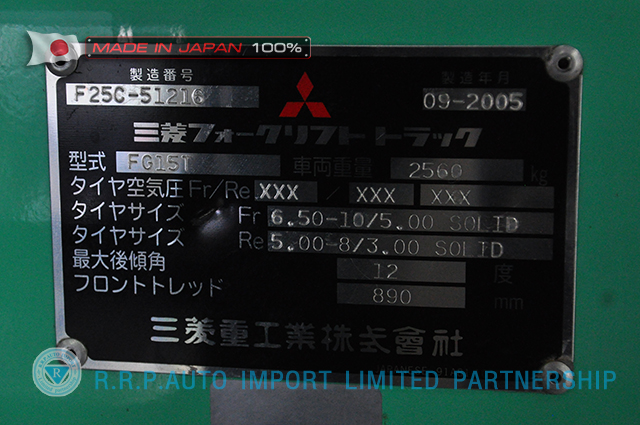 MADE IN JAPAN 100%
製造番号 製造年月
F25C-51216 09-2005
三菱フォークリフトトラック
型式 FG15T 車両重量 2560 kg
タイヤ空気圧 Fr/Re XXX / XXX XXX
タイヤサイズ Fr 6.50-10/5.00 SOLID
タイヤサイズ Re 5.00-8/3.00 SOLID
最大後傾角 12 度
フロントトレッド 890 mm
三菱重工業株式會社
R R.R.P.AUTO IMPORT LIMITED PARTNERSHIP